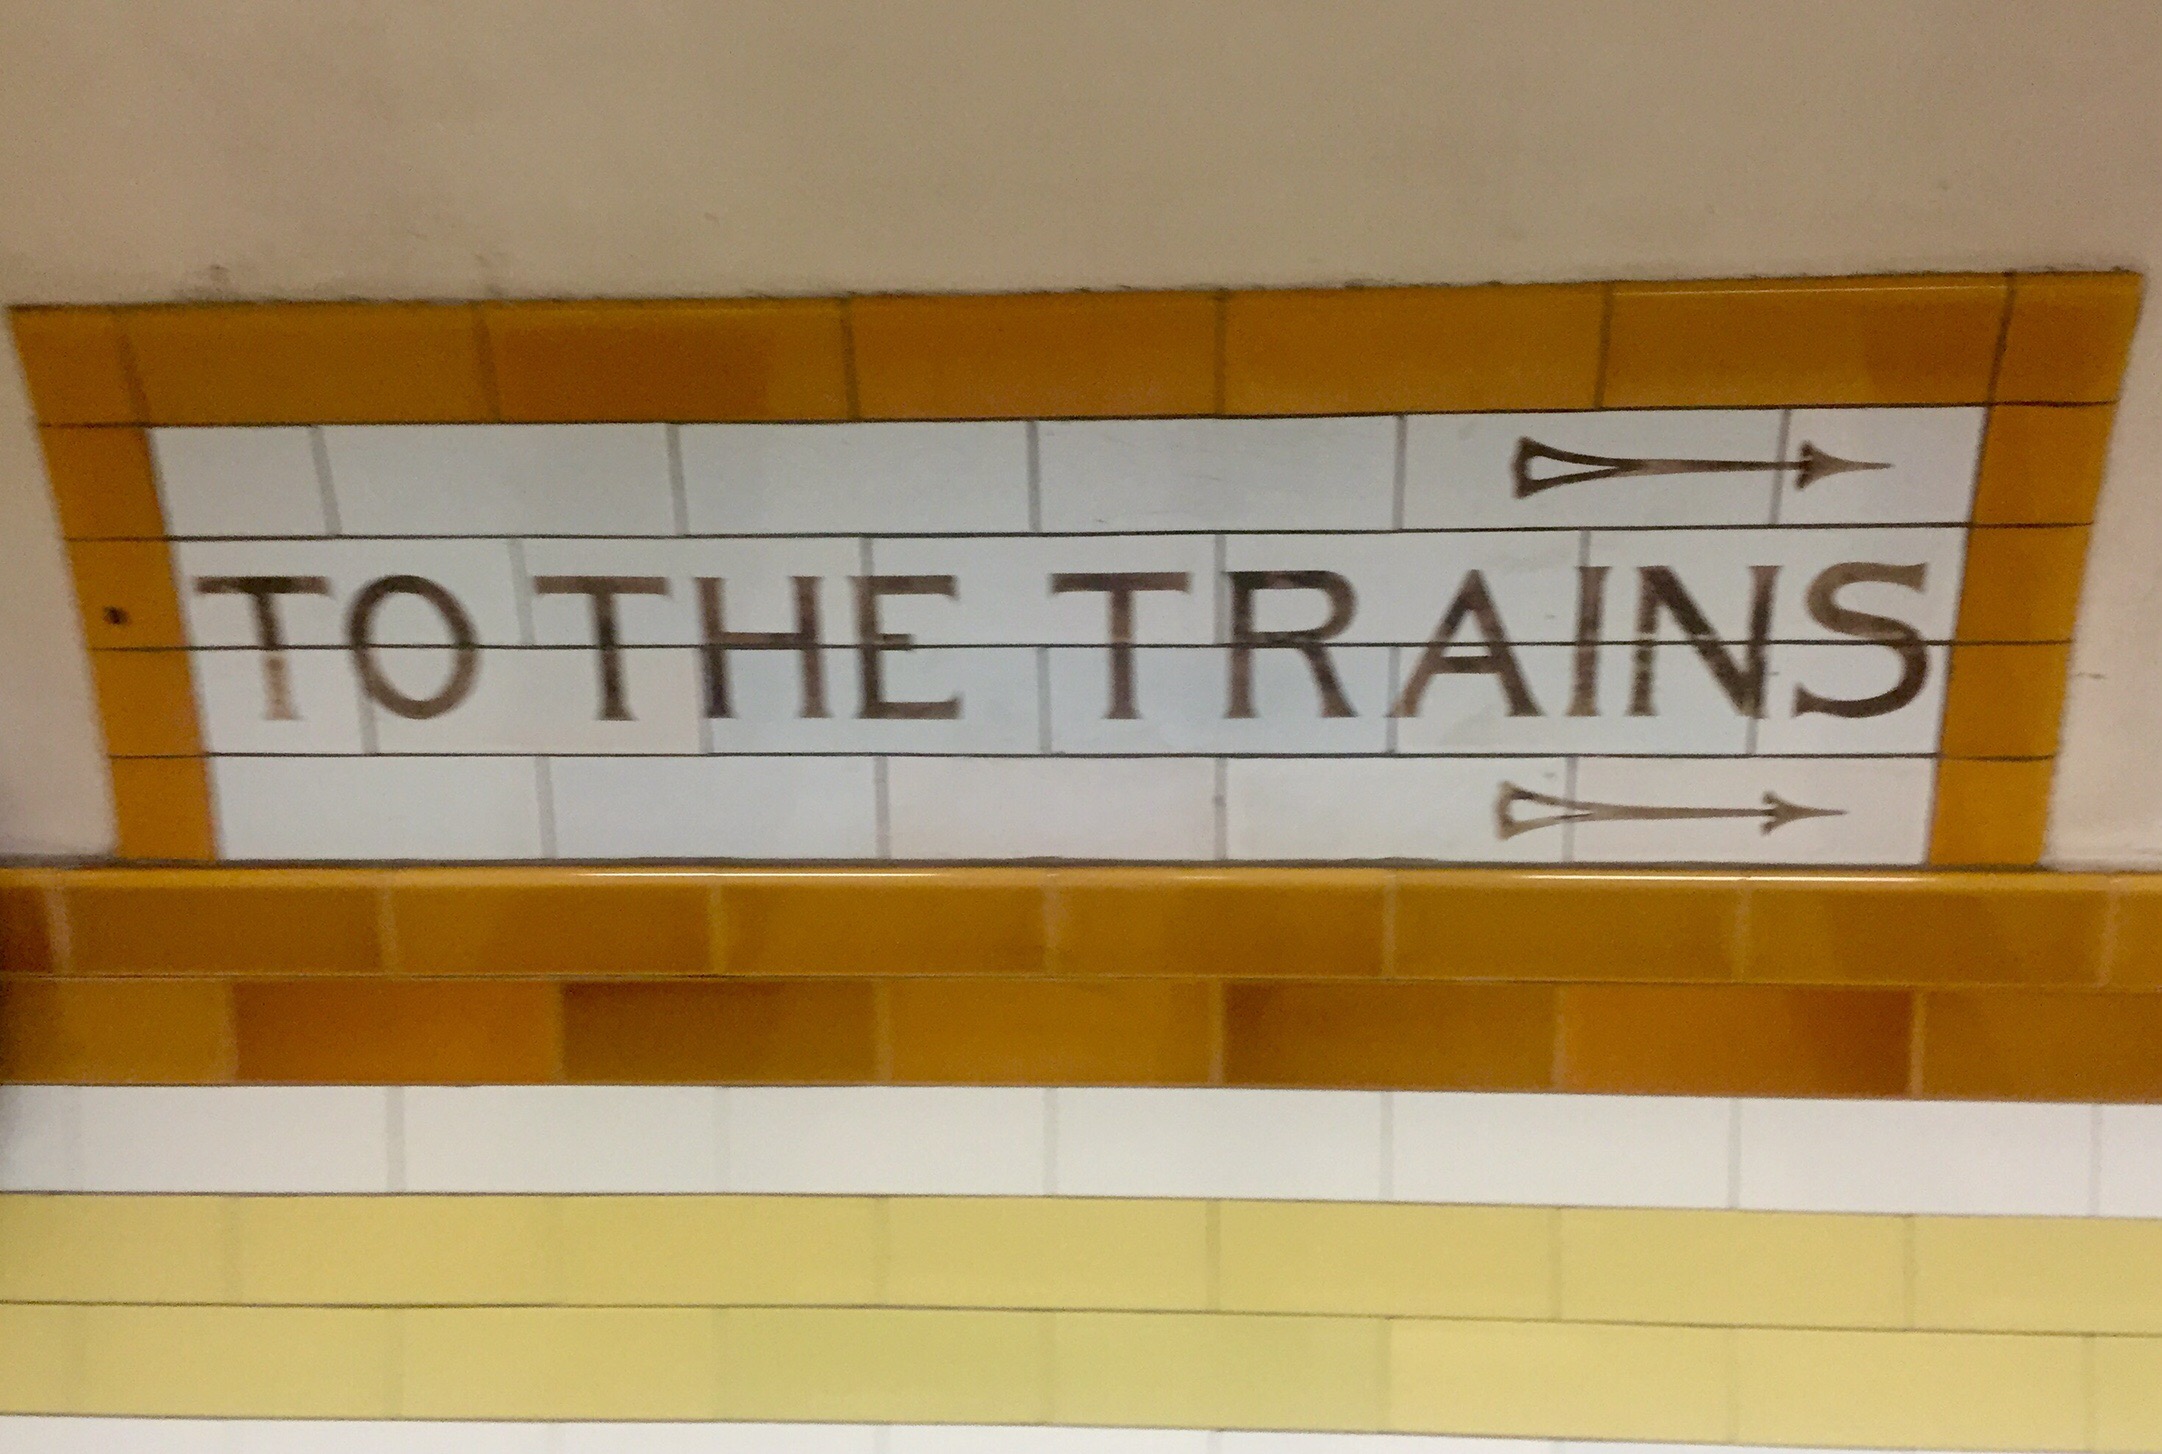 TO THE TRAINS